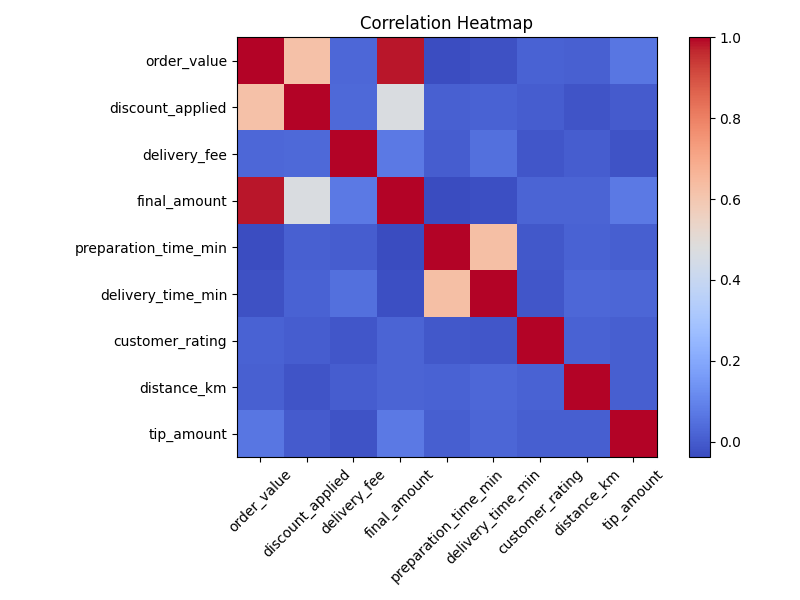 Correlation Heatmap
order_value
discount_applied
delivery_fee
final_amount
preparation_time_min
delivery_time_min
customer_rating
distance_km
tip_amount
order_value
discount_applied
delivery_fee
final_amount
preparation_time_min
delivery_time_min
customer_rating
distance_km
tip_amount
1.0
0.8
0.6
0.4
0.2
0.0